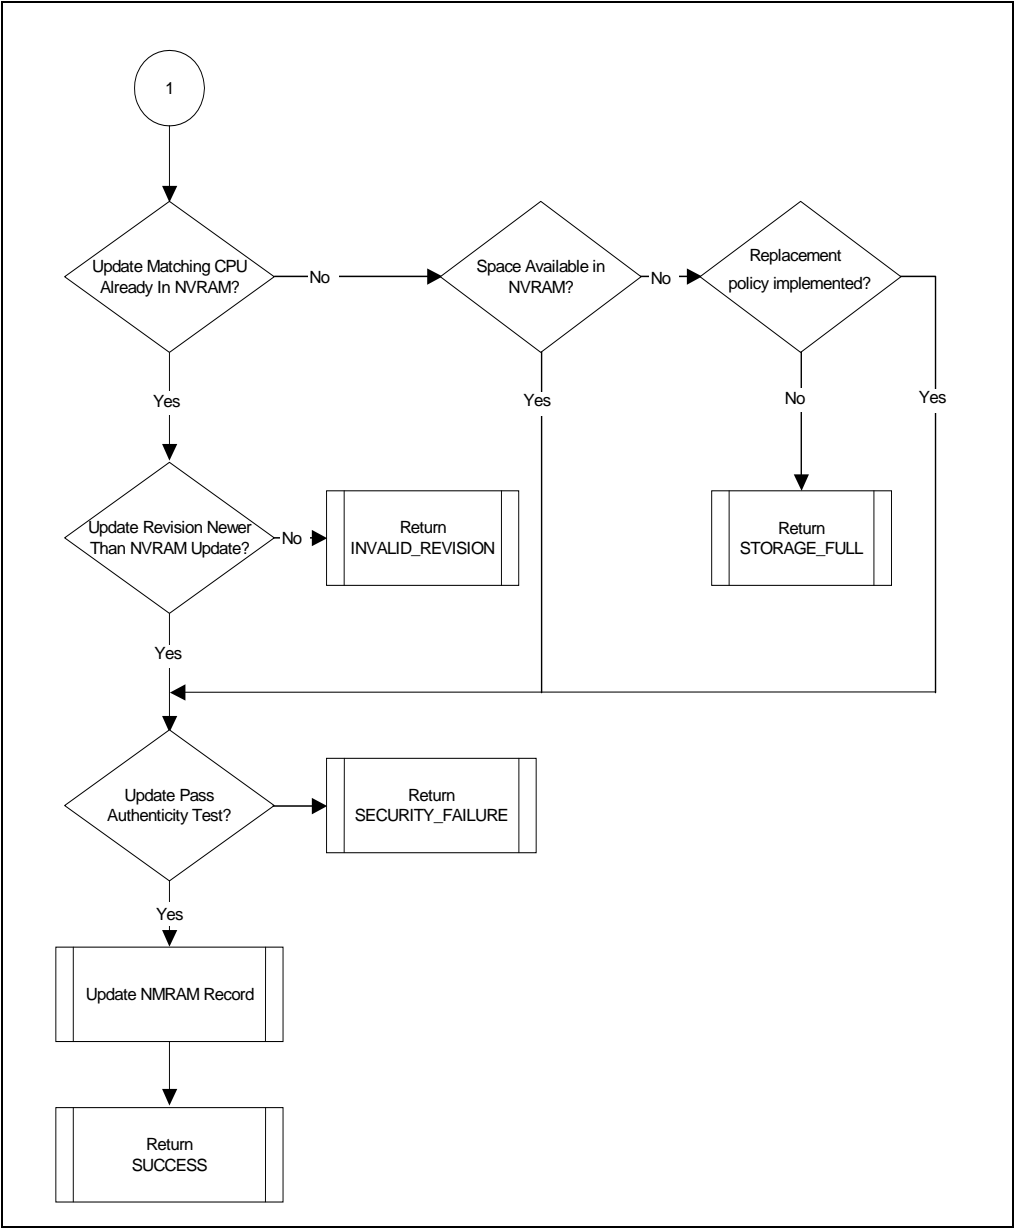 1
Update Matching CPU
Already In NVRAM?
No
Space Available in
NVRAM?
No
Replacement
policy implemented?
Yes
Yes
No
Yes
Update Revision Newer
Than NVRAM Update?
No
Return
INVALID_REVISION
Return
STORAGE_FULL
Yes
Update Pass
Authenticity Test?
Return
SECURITY_FAILURE
Yes
Update NMRAM Record
Return
SUCCESS